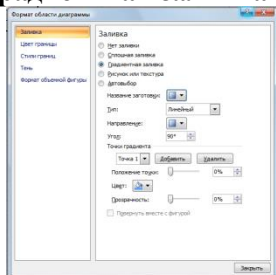 Формат области диаграммы
Заливка
Цвет границы
Стили границ
Тень
Формат объемной фигуры
Заливка
Нет заливки
Сплошная заливка
Градиентная заливка
Рисунок или текстура
Автовыбор
Название заготовки:
Тип: Линейный
Направление:
Угол: 90°
Точки градиента
Точка 1 Добавить Удалить
Положение точки: 0%
Цвет:
Прозрачность: 0%
Повернуть вместе с фигурой
Закрыть